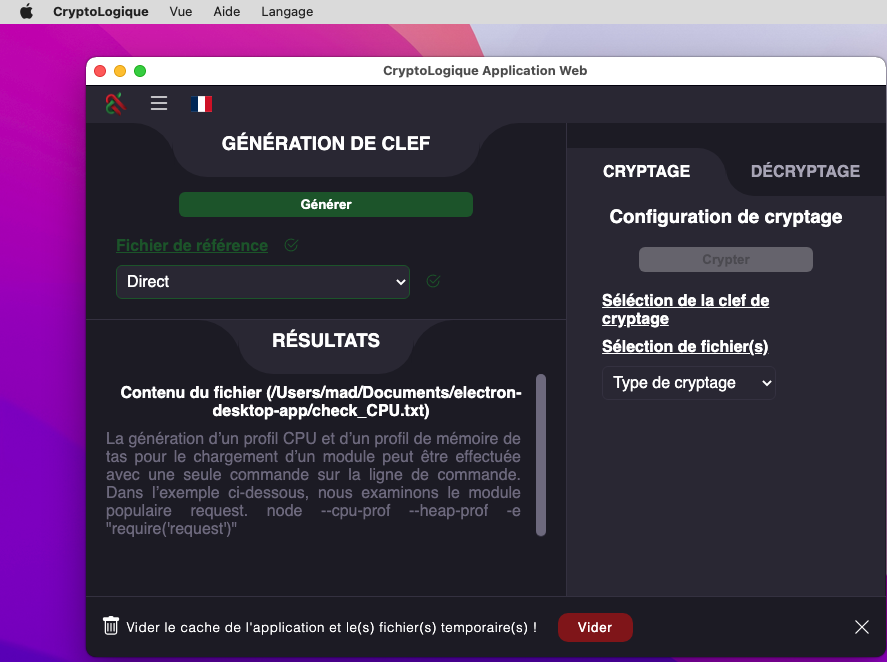 CryptoLogique Vue Aide Langage
CryptoLogique Application Web
GÉNÉRATION DE CLEF
Générer
Fichier de référence
Direct
RÉSULTATS
Contenu du fichier (/Users/mad/Documents/electron-
desktop-app/check_CPU.txt)
La génération d’un profil CPU et d’un profil de mémoire de
tas pour le chargement d’un module peut être effectuée
avec une seule commande sur la ligne de commande.
Dans l’exemple ci-dessous, nous examinons le module
populaire request. node --cpu-prof --heap-prof -e
"require('request')"
CRYPTAGE DÉCRYPTAGE
Configuration de cryptage
Crypter
Séléction de la clef de
cryptage
Sélection de fichier(s)
Type de cryptage
Vider le cache de l'application et le(s) fichier(s) temporaire(s) !
Vider